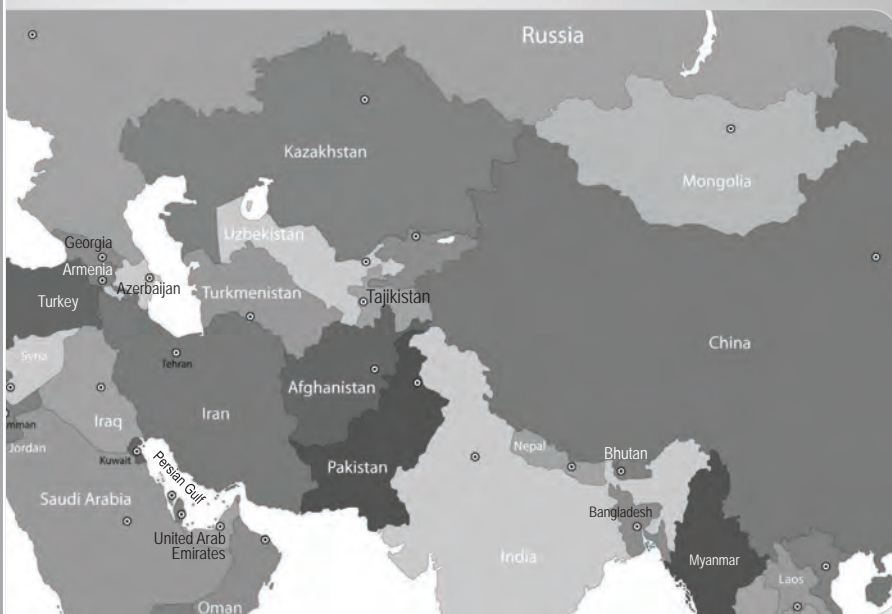 Russia
Kazakhstan
Mongolia
Uzbekistan
Georgia
Armenia
Azerbaijan
Turkey
Turkmenistan
Tajikistan
China
Syria
Tehran
Afghanistan
Iraq
Iran
mman
Jordan
Kuwait
Persian Gulf
Pakistan
Nepal
Bhutan
Saudi Arabia
Bangladesh
United Arab
Emirates
India
Myanmar
Laos
Oman